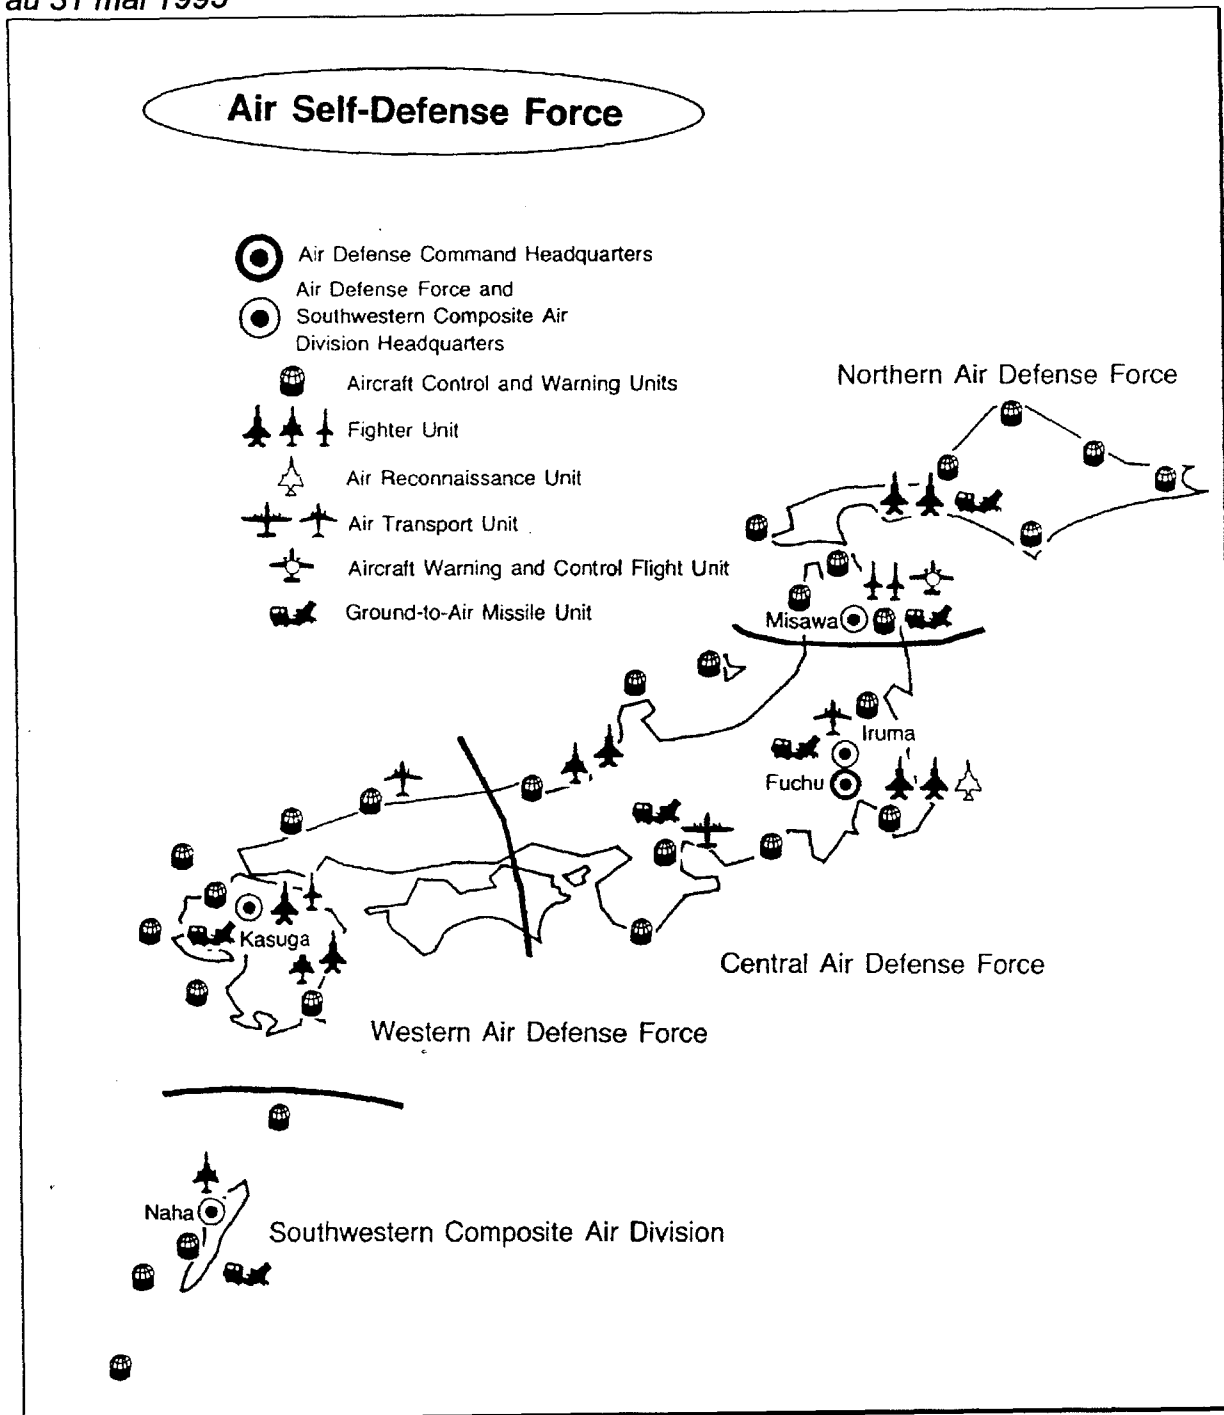 au 31 mai 1995
Air Self-Defense Force
Air Defense Command Headquarters
Air Defense Force and
Southwestern Composite Air
Division Headquarters
Aircraft Control and Warning Units
Fighter Unit
Air Reconnaissance Unit
Air Transport Unit
Aircraft Warning and Control Flight Unit
Ground-to-Air Missile Unit
Northern Air Defense Force
Misawa
Iruma
Fuchu
Kasuga
Central Air Defense Force
Western Air Defense Force
Naha
Southwestern Composite Air Division